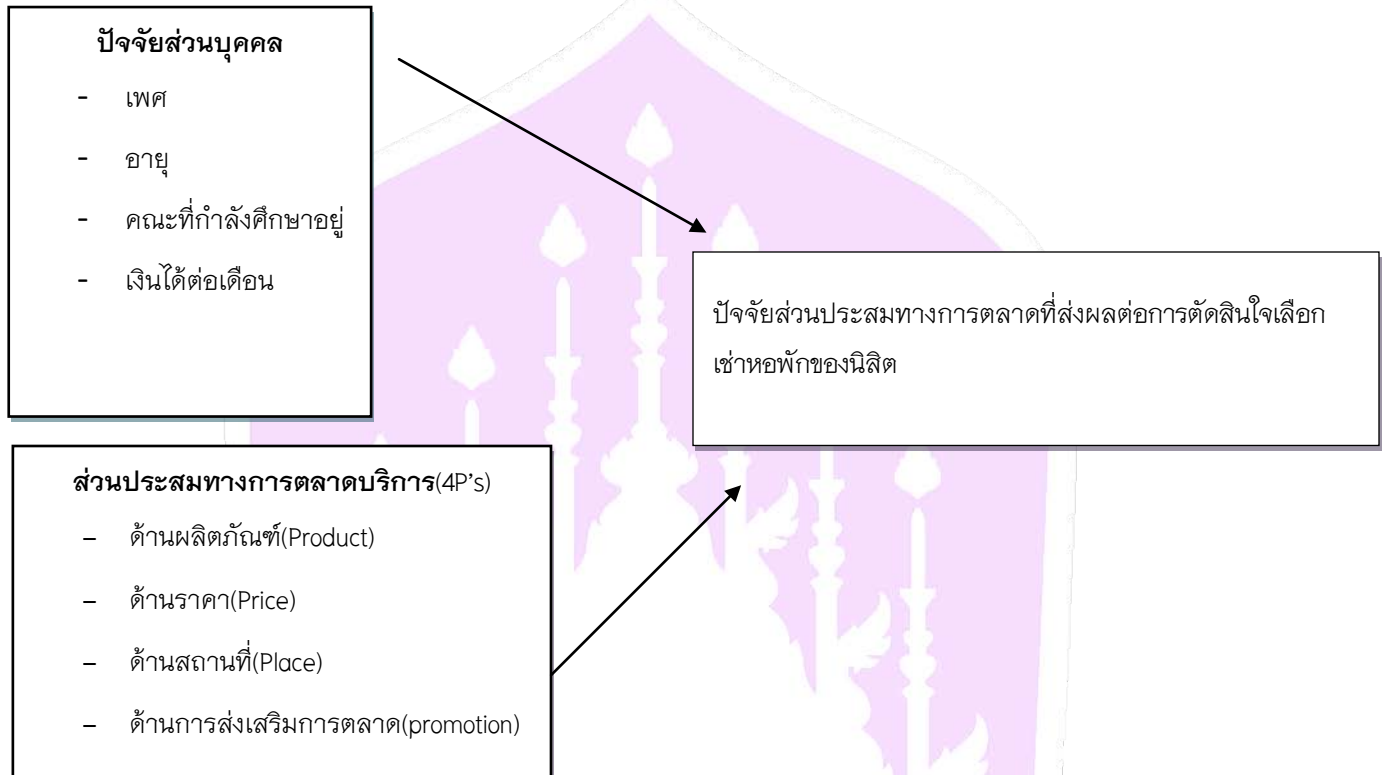 ปัจจัยส่วนบุคคล
- เพศ
- อายุ
- คณะที่กำลังศึกษาอยู่
- เงินได้ต่อเดือน
ปัจจัยส่วนประสมทางการตลาดที่ส่งผลต่อการตัดสินใจเลือก
เช่าหอพักของนิสิต
ส่วนประสมทางการตลาดบริการ(4P’s)
– ด้านผลิตภัณฑ์(Product)
– ด้านราคา(Price)
– ด้านสถานที่(Place)
– ด้านการส่งเสริมการตลาด(promotion)